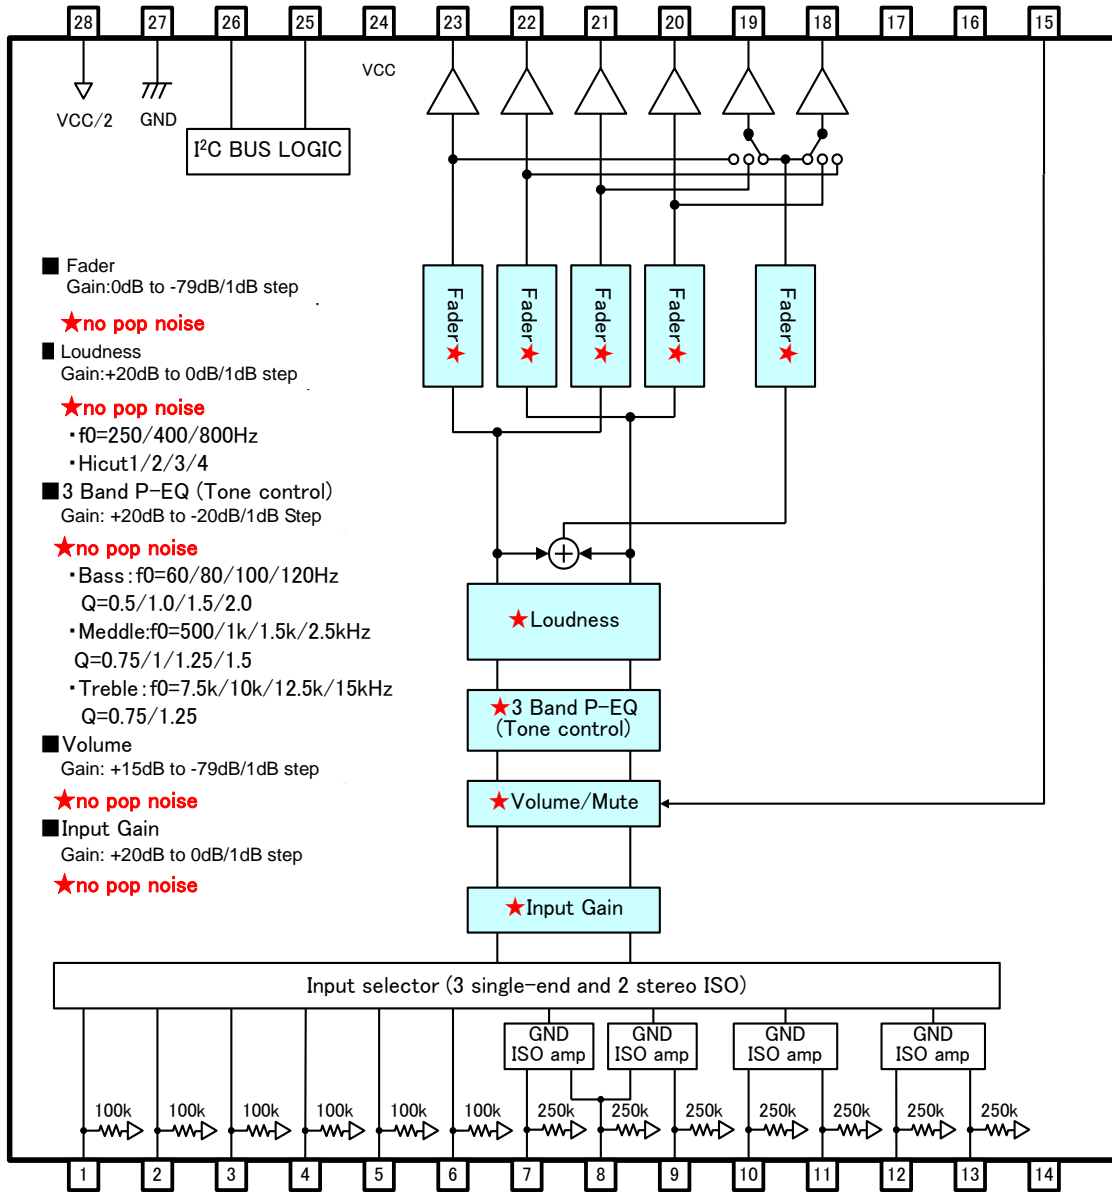 28 27 26 25 24 23 22 21 20 19 18 17 16 15
VCC
VCC/2 GND
I²C BUS LOGIC
■ Fader
Gain:0dB to -79dB/1dB step
.
★no pop noise
■ Loudness
Gain:+20dB to 0dB/1dB step
.
★no pop noise
・f0=250/400/800Hz
・Hicut1/2/3/4
■3 Band P-EQ (Tone control)
Gain: +20dB to -20dB/1dB Step
★no pop noise
・Bass:f0=60/80/100/120Hz
Q=0.5/1.0/1.5/2.0
・Meddle:f0=500/1k/1.5k/2.5kHz
Q=0.75/1/1.25/1.5
・Treble:f0=7.5k/10k/12.5k/15kHz
Q=0.75/1.25
■Volume
Gain: +15dB to -79dB/1dB step
★no pop noise
■Input Gain
Gain: +20dB to 0dB/1dB step
★no pop noise
Fader★
Fader★
Fader★
Fader★
Fader★
+
★Loudness
★3 Band P-EQ
(Tone control)
★Volume/Mute
★Input Gain
Input selector (3 single-end and 2 stereo ISO)
GND
ISO amp
GND
ISO amp
GND
ISO amp
GND
ISO amp
100k 100k 100k 100k 100k 100k 250k 250k 250k 250k 250k 250k 250k
1 2 3 4 5 6 7 8 9 10 11 12 13 14